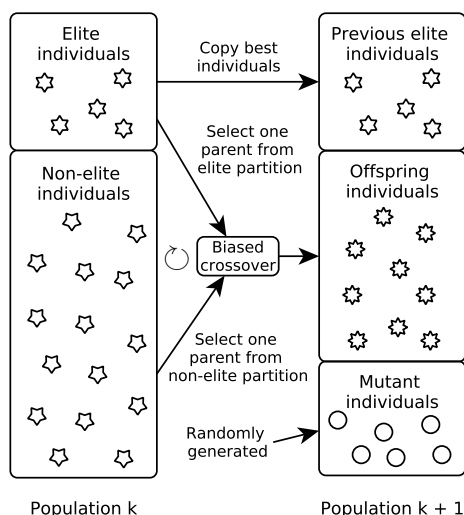 Elite
individuals
Copy best
individuals
Previous elite
individuals
Select one
parent from
elite partition
Non-elite
individuals
Offspring
individuals
Biased
crossover
Select one
parent from
non-elite partition
Mutant
individuals
Randomly
generated
Population k
Population k + 1